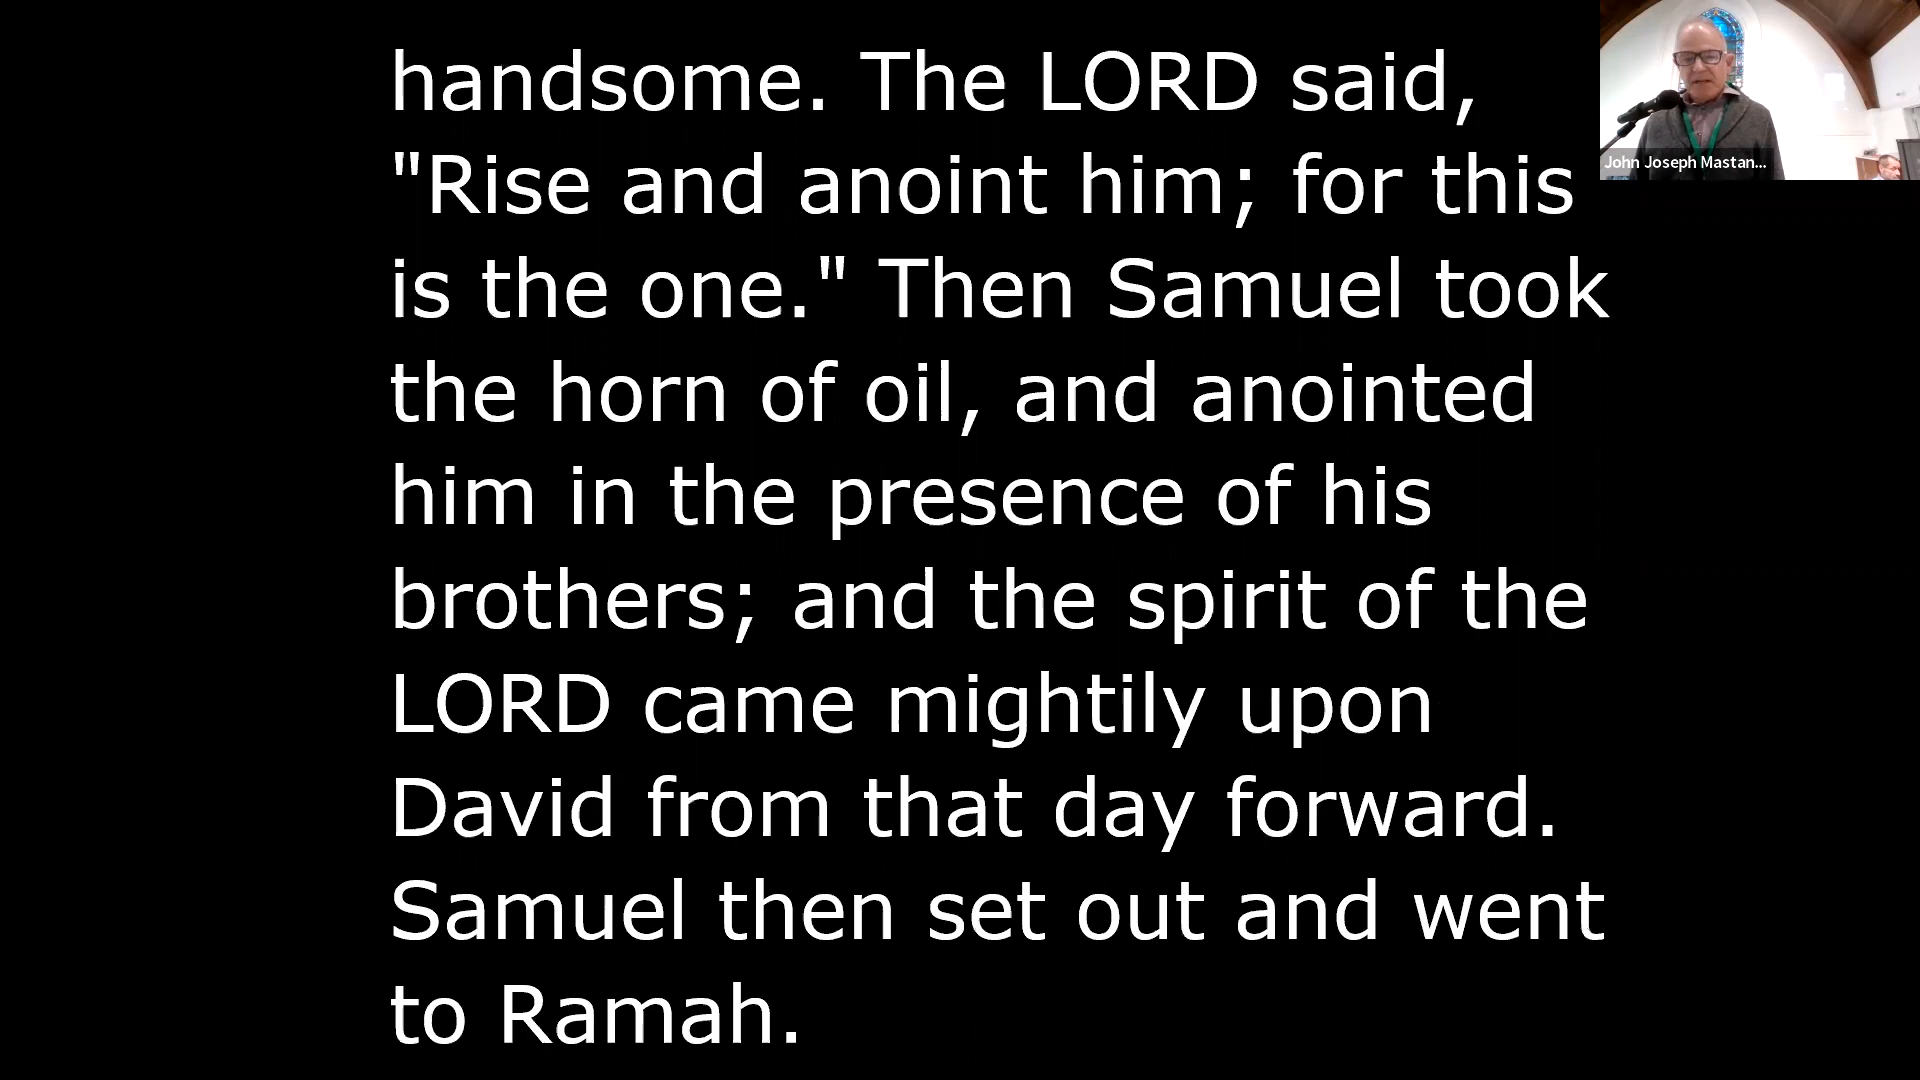 handsome. The LORD said,
"Rise and anoint him; for this
is the one." Then Samuel took
the horn of oil, and anointed
him in the presence of his
brothers; and the spirit of the
LORD came mightily upon
David from that day forward.
Samuel then set out and went
to Ramah.
John Joseph Mastan...